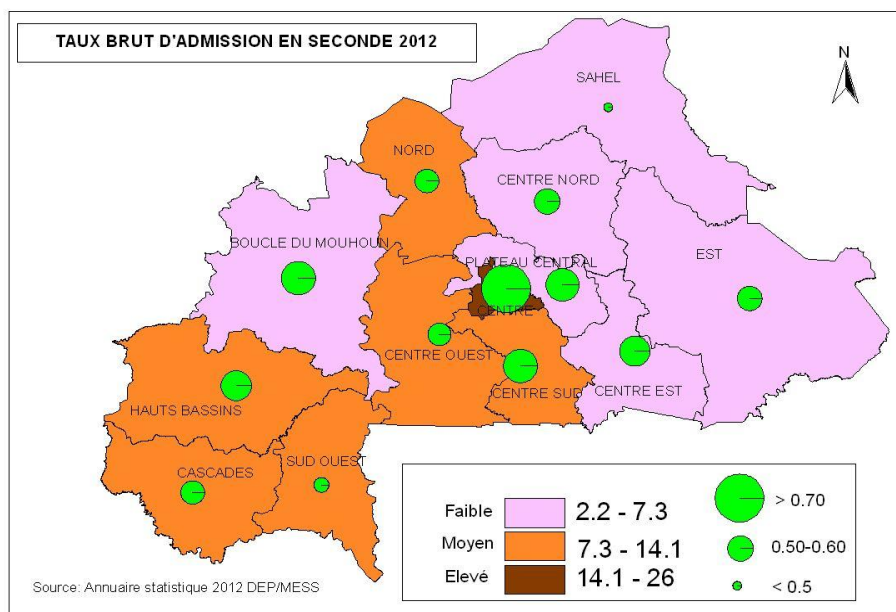 TAUX BRUT D'ADMISSION EN SECONDE 2012
N
SAHEL
NORD
CENTRE NORD
BOUCLE DU MOUHOUN
PLATEAU CENTRAL
EST
CENTRE
CENTRE OUEST
CENTRE SUD
CENTRE EST
HAUTS BASSINS
CASCADES
SUD OUEST
Faible 2.2 - 7.3
Moyen 7.3 - 14.1
Elevé 14.1 - 26
> 0.70
0.50-0.60
< 0.5
Source: Annuaire statistique 2012 DEP/MESS